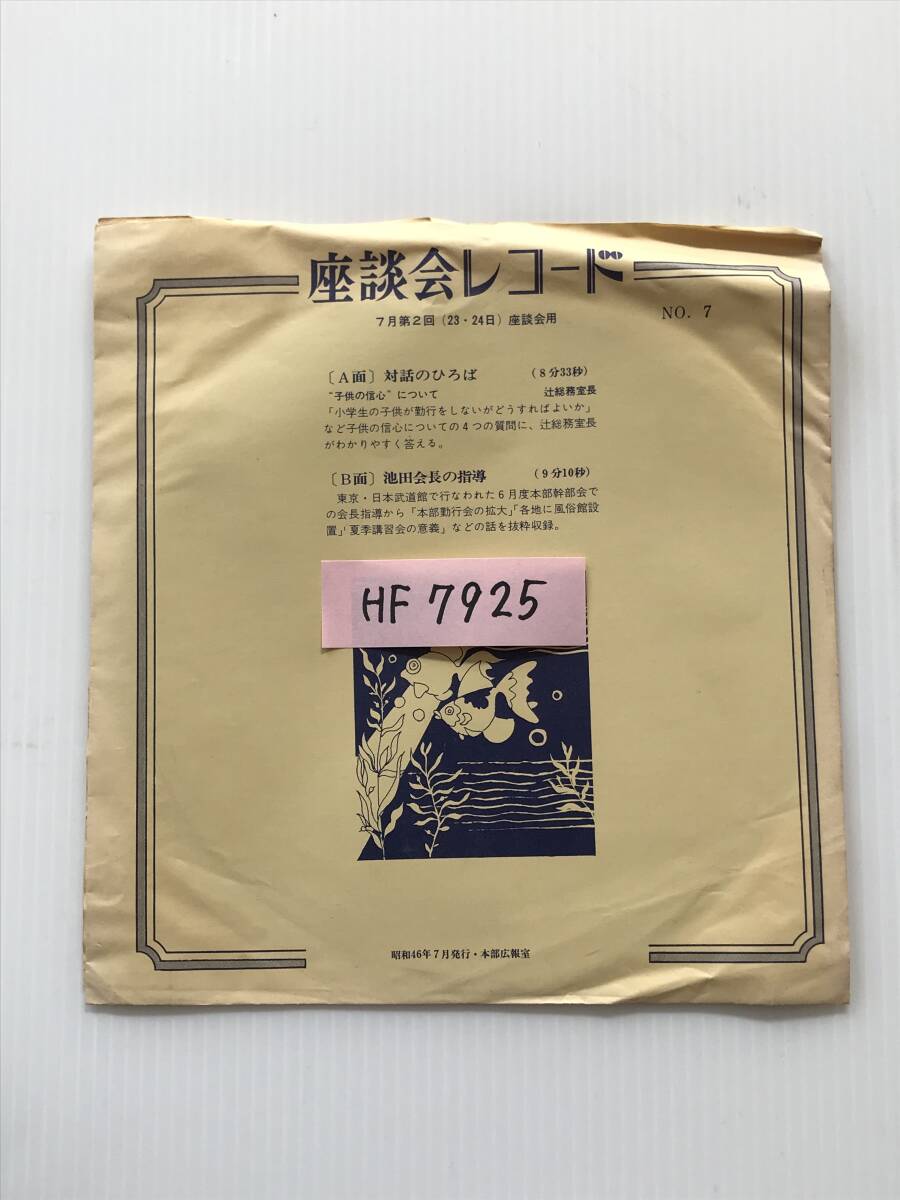 座談会レコード
7月第2回(23・24日)座談会用
NO. 7
〔A面〕対話のひろば (8分33秒)
"子供の信心"について 辻総務室長
「小学生の子供が勤行をしないがどうすればよいか」
など子供の信心についての4つの質問に、辻総務室長
がわかりやすく答える。
〔B面〕池田会長の指導 (9分10秒)
東京・日本武道館で行なわれた6月度本部幹部会で
の会長指導から「本部勤行会の拡大」「各地に風俗館設
置」「夏季講習会の意義」などの話を抜粋収録。
HF 7925
昭和46年7月発行・本部広報室